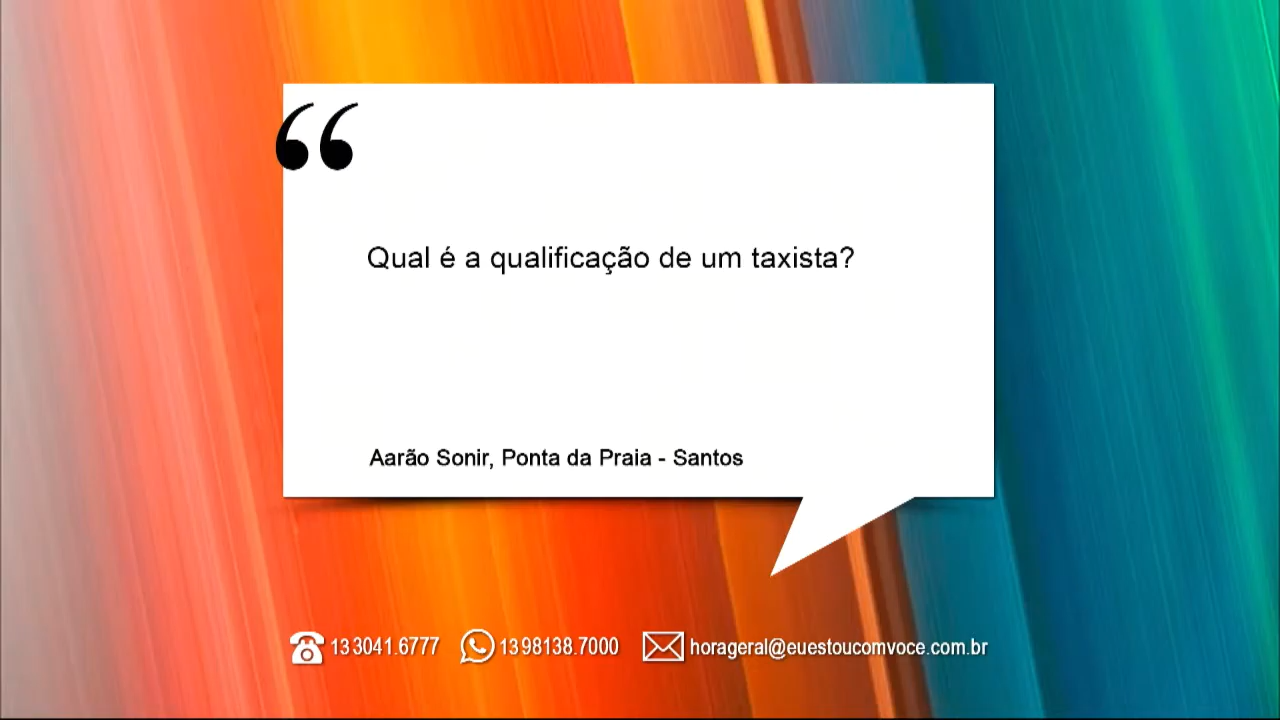 “
Qual é a qualificação de um taxista?
Aarão Sonir, Ponta da Praia - Santos
13 3041.6777 13 98138.7000 horageral@euestoucomvoce.com.br